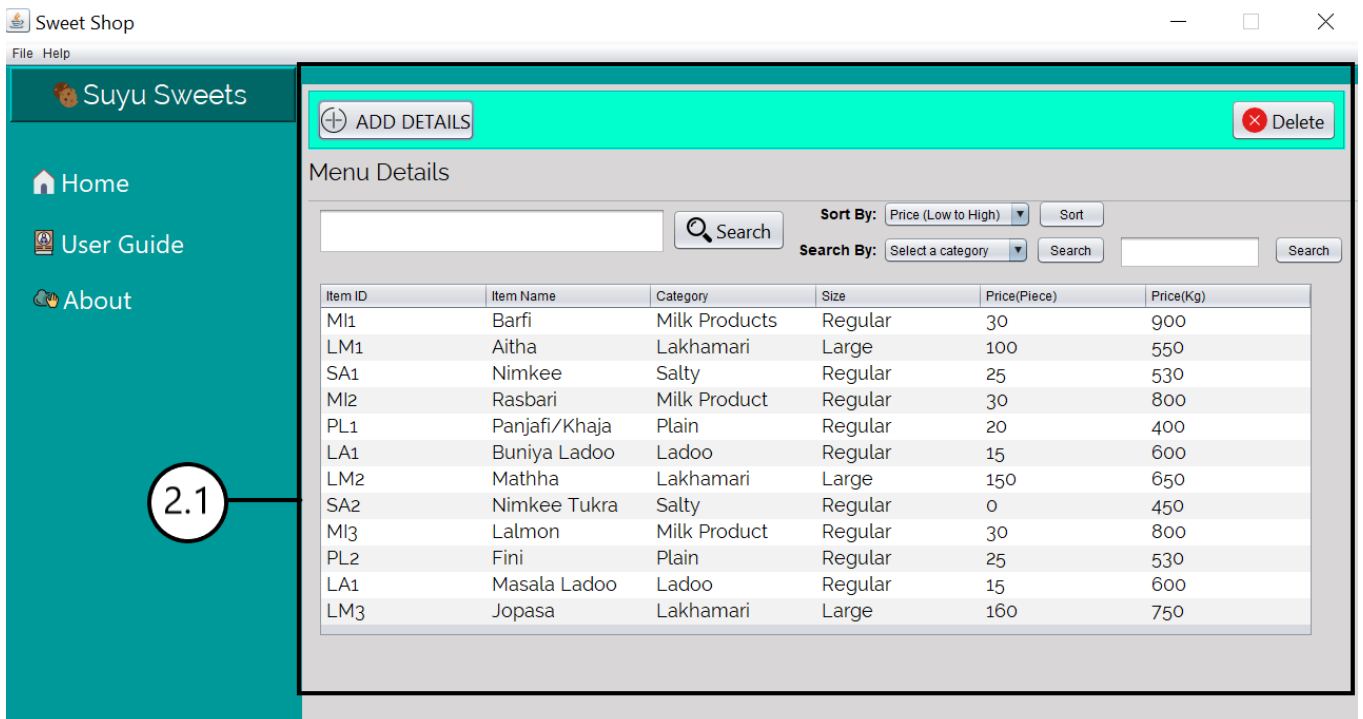 Sweet Shop
File Help
Suyu Sweets
ADD DETAILS Delete
Menu Details
Home
User Guide
About
Search
Sort By: Price (Low to High) Sort
Search By: Select a category Search Search
Item ID Item Name Category Size Price(Piece) Price(Kg)
MI1 Barfi Milk Products Regular 30 900
LM1 Aitha Lakhamari Large 100 550
SA1 Nimkee Salty Regular 25 530
MI2 Rasbari Milk Product Regular 30 800
PL1 Panjafi/Khaja Plain Regular 20 400
LA1 Buniya Ladoo Ladoo Regular 15 600
LM2 Mathha Lakhamari Large 150 650
SA2 Nimkee Tukra Salty Regular 0 450
MI3 Lalmon Milk Product Regular 30 800
PL2 Fini Plain Regular 25 530
LA1 Masala Ladoo Ladoo Regular 15 600
LM3 Jopasa Lakhamari Large 160 750
2.1